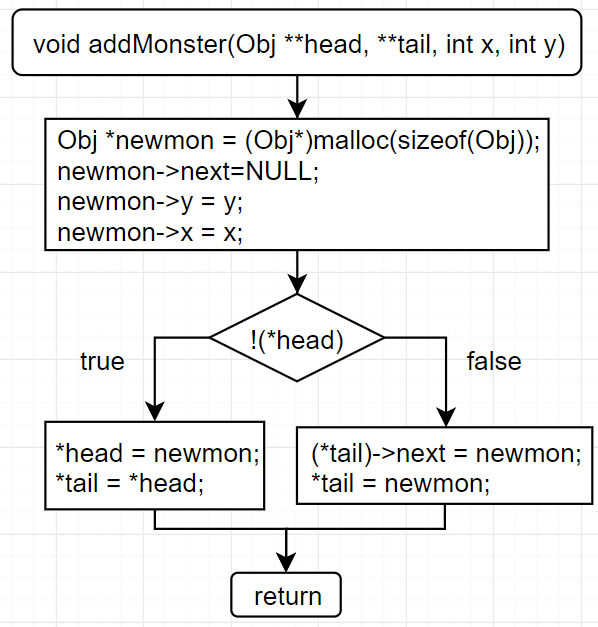 void addMonster(Obj **head, **tail, int x, int y)
Obj *newmon = (Obj*)malloc(sizeof(Obj));
newmon->next=NULL;
newmon->y = y;
newmon->x = x;
!(*head)
true
false
*head = newmon;
*tail = *head;
(*tail)->next = newmon;
*tail = newmon;
return